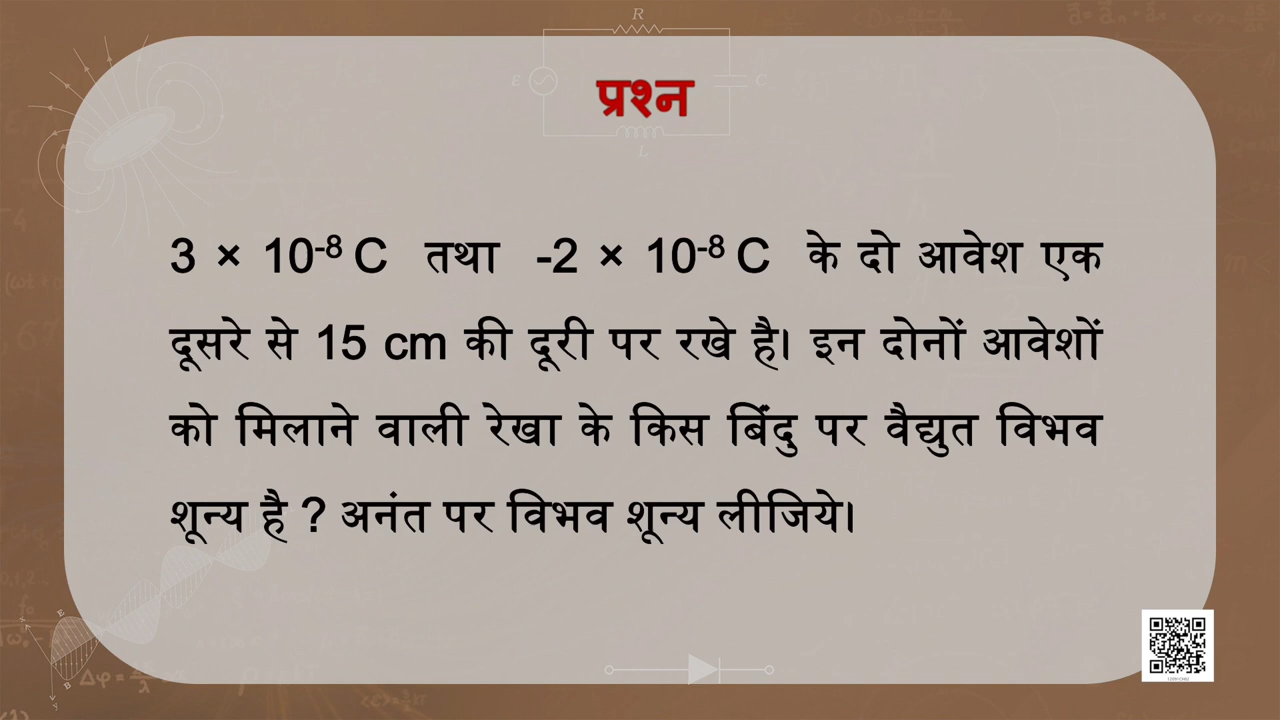 R
ε
C
L
प्रश्न
3 × 10-8 C तथा -2 × 10-8 C के दो आवेश एक
दूसरे से 15 cm की दूरी पर रखे है। इन दोनों आवेशों
को मिलाने वाली रेखा के किस बिंदु पर वैद्युत विभव
शून्य है ? अनंत पर विभव शून्य लीजिये।